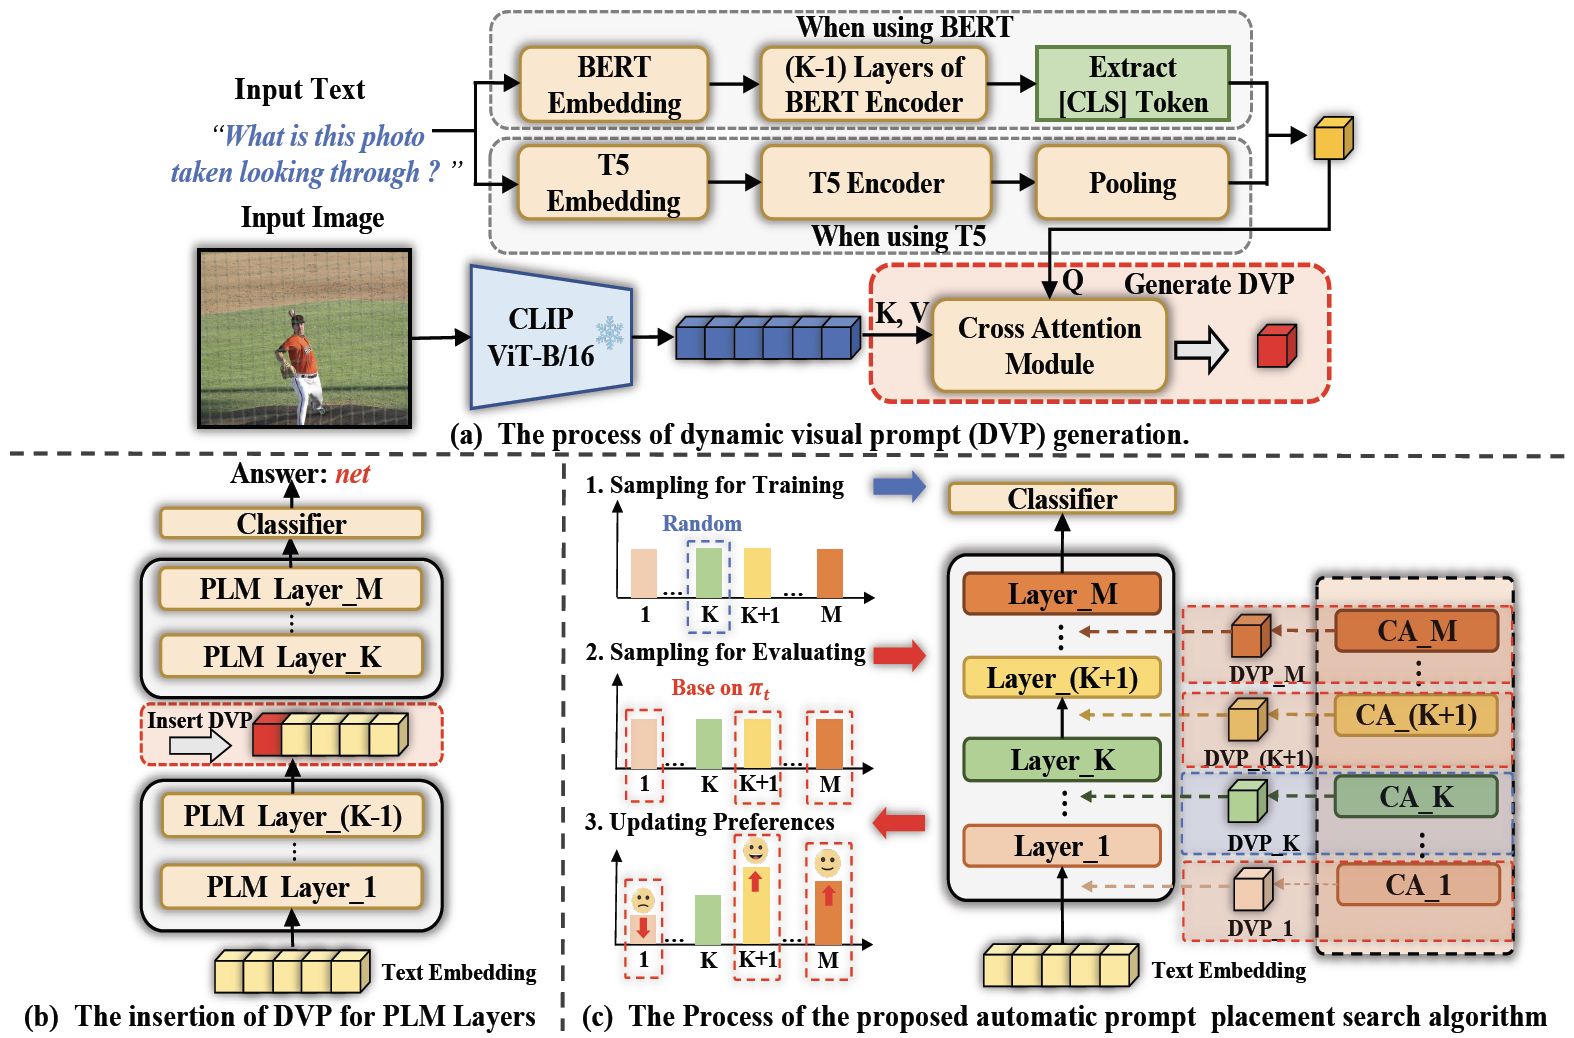 When using BERT
BERT
Embedding
(K-1) Layers of
BERT Encoder
Extract
[CLS] Token
Input Text
“What is this photo
taken looking through ? ”
T5
Embedding
T5 Encoder
Pooling
When using T5
Input Image
CLIP
ViT-B/16
K, V
Q
Generate DVP
Cross Attention
Module
(a) The process of dynamic visual prompt (DVP) generation.
Answer: net
Classifier
PLM Layer_M
PLM Layer_K
Insert DVP
PLM Layer_(K-1)
PLM Layer_1
Text Embedding
(b) The insertion of DVP for PLM Layers
1. Sampling for Training
Random
1 ... K K+1 ... M
2. Sampling for Evaluating
Base on π_t
1 ... K K+1 ... M
3. Updating Preferences
1 ... K K+1 ... M
Classifier
Layer_M
Layer_(K+1)
Layer_K
Layer_1
Text Embedding
DVP_M
CA_M
DVP_(K+1)
CA_(K+1)
DVP_K
CA_K
DVP_1
CA_1
(c) The Process of the proposed automatic prompt placement search algorithm